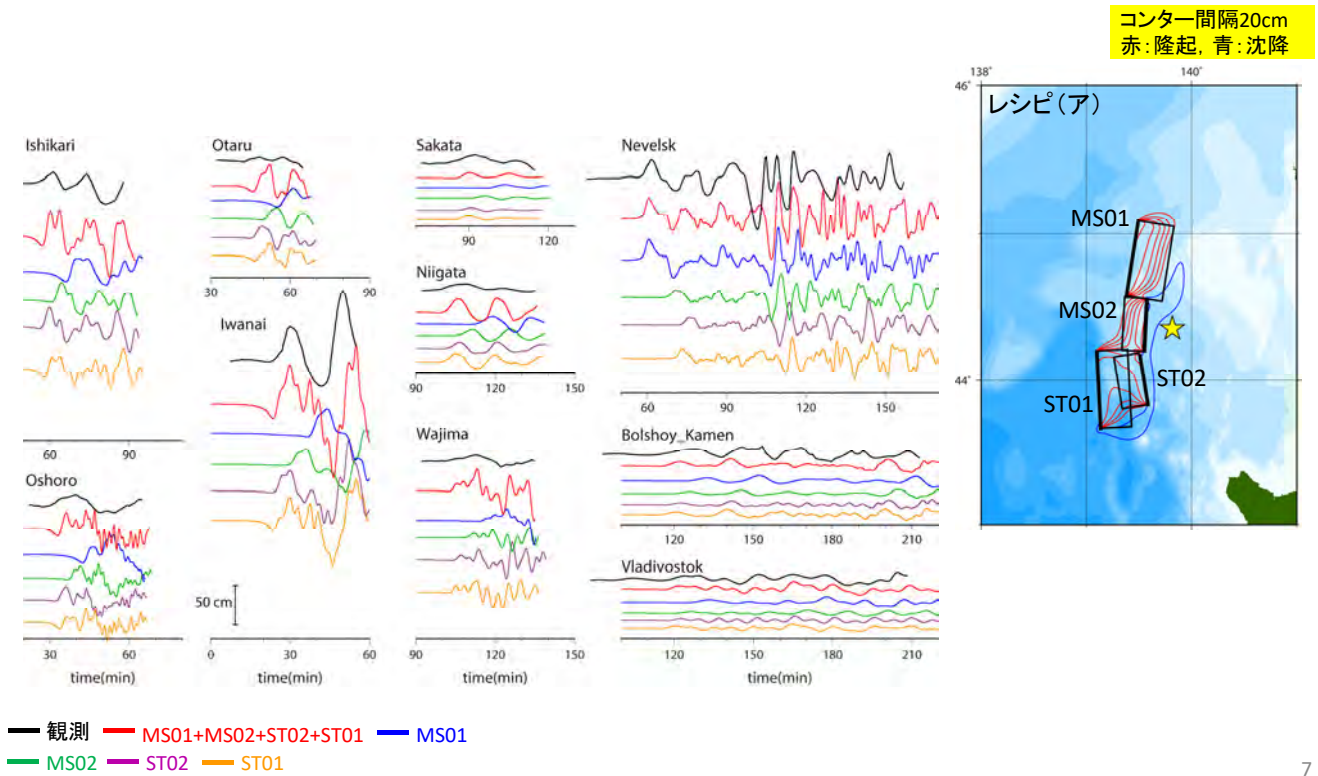 コンター間隔20cm
赤:隆起, 青:沈降
138°
140°
46°
レシピ(ア)
MS01
MS02
44°
ST02
ST01
Ishikari
60
90
Otaru
30
60
90
Sakata
90
120
Nevelsk
60
90
120
150
Niigata
90
120
150
Iwanai
50 cm
0
30
60
time(min)
Oshoro
30
60
90
time(min)
Wajima
90
120
150
time(min)
Bolshoy_Kamen
120
150
180
210
Vladivostok
120
150
180
210
time(min)
観測 MS01+MS02+ST02+ST01 MS01
MS02 ST02 ST01
7